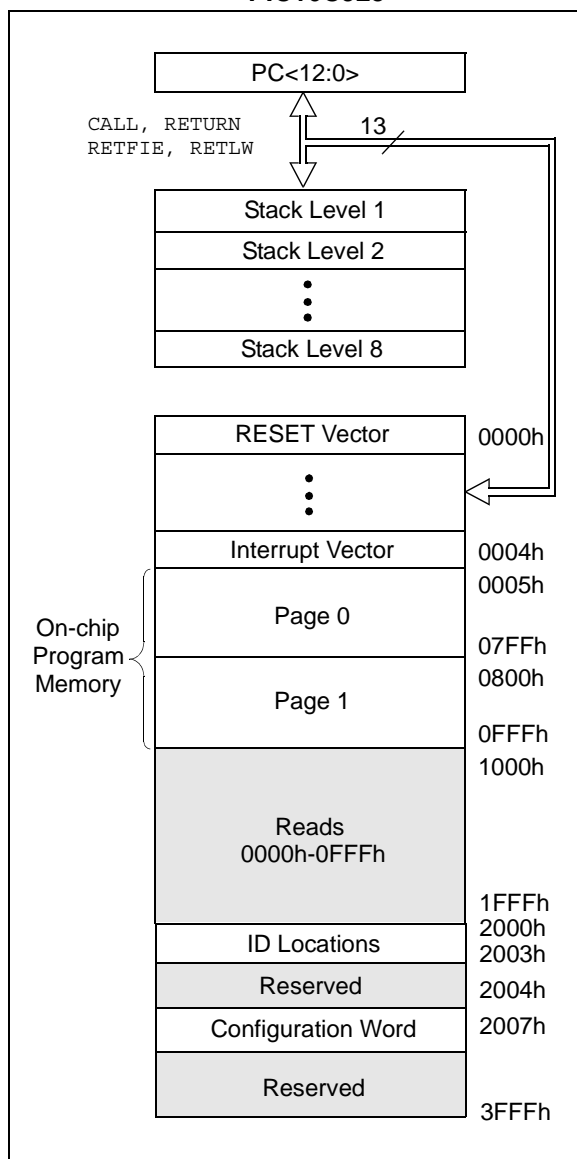 PC<12:0>
CALL, RETURN
RETFIE, RETLW
13
Stack Level 1
Stack Level 2
Stack Level 8
RESET Vector
0000h
Interrupt Vector
0004h
0005h
On-chip
Program
Memory
Page 0
07FFh
0800h
Page 1
0FFFh
1000h
Reads
0000h-0FFFh
1FFFh
2000h
ID Locations
2003h
Reserved
2004h
Configuration Word
2007h
Reserved
3FFFh